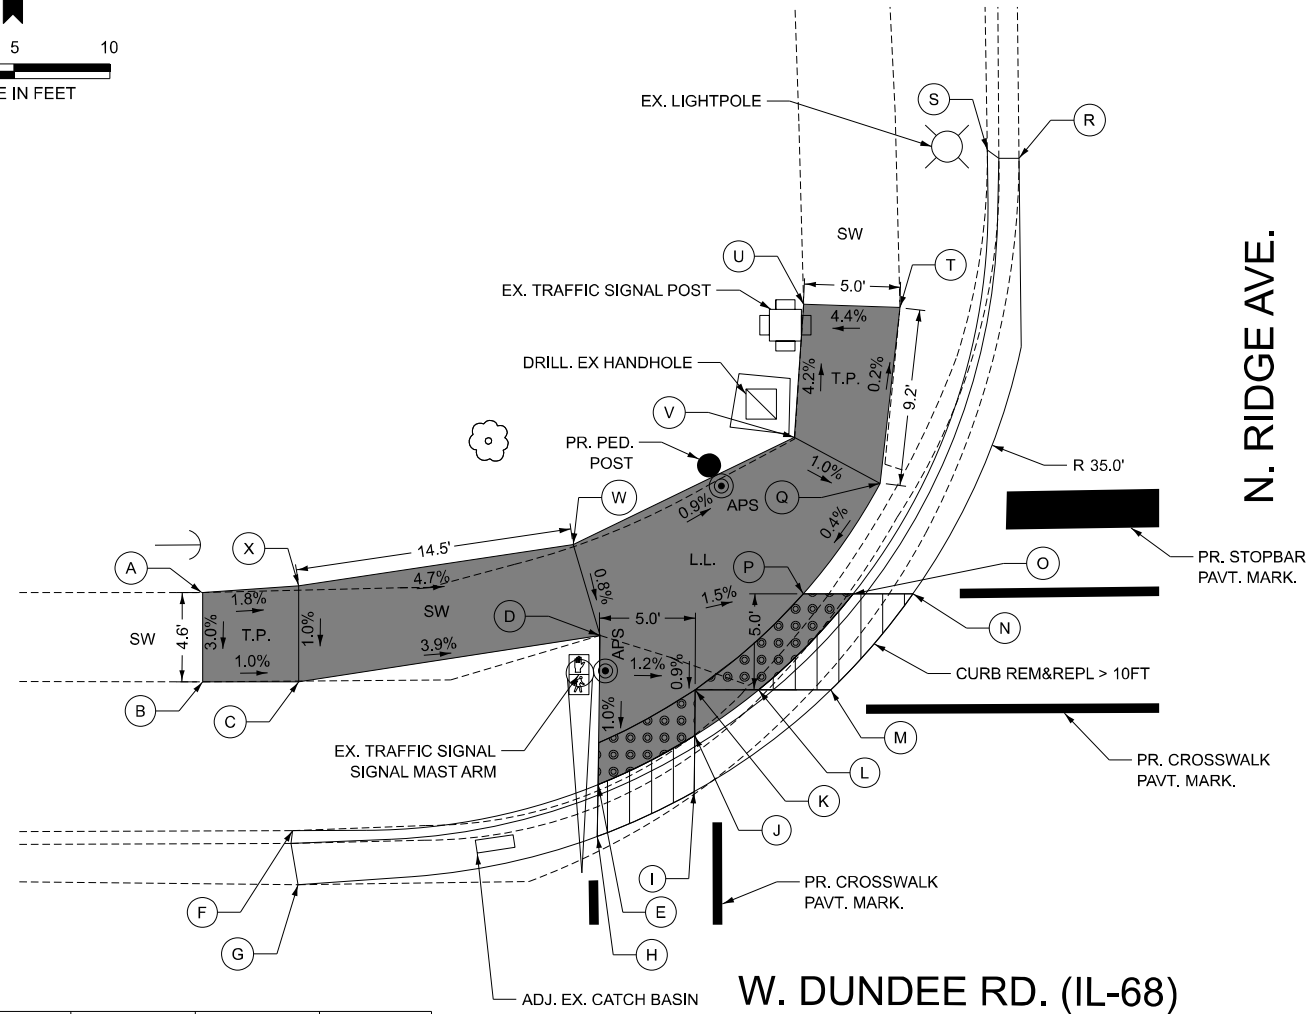 5 10
E IN FEET
EX. LIGHTPOLE
S
R
SW
U
T
5.0'
EX. TRAFFIC SIGNAL POST
4.4%
N. RIDGE AVE.
DRILL. EX HANDHOLE
4.2%
T.P.
0.2%
9.2'
V
PR. PED.
POST
1.0%
R 35.0'
W
Q
0.9%
APS
X
14.5'
0.4%
PR. STOPBAR
PAVT. MARK.
A
4.7%
0.8%
L.L.
P
O
1.8%
1.5%
SW
4.6'
3.0%
T.P.
1.0%
SW
D
5.0'
5.0'
N
1.0%
3.9%
APS
1.2%
0.9%
CURB REM&REPL > 10FT
B
C
1.0%
M
EX. TRAFFIC SIGNAL
SIGNAL MAST ARM
L
PR. CROSSWALK
PAVT. MARK.
K
J
I
PR. CROSSWALK
PAVT. MARK.
F
E
G
H
ADJ. EX. CATCH BASIN
W. DUNDEE RD. (IL-68)